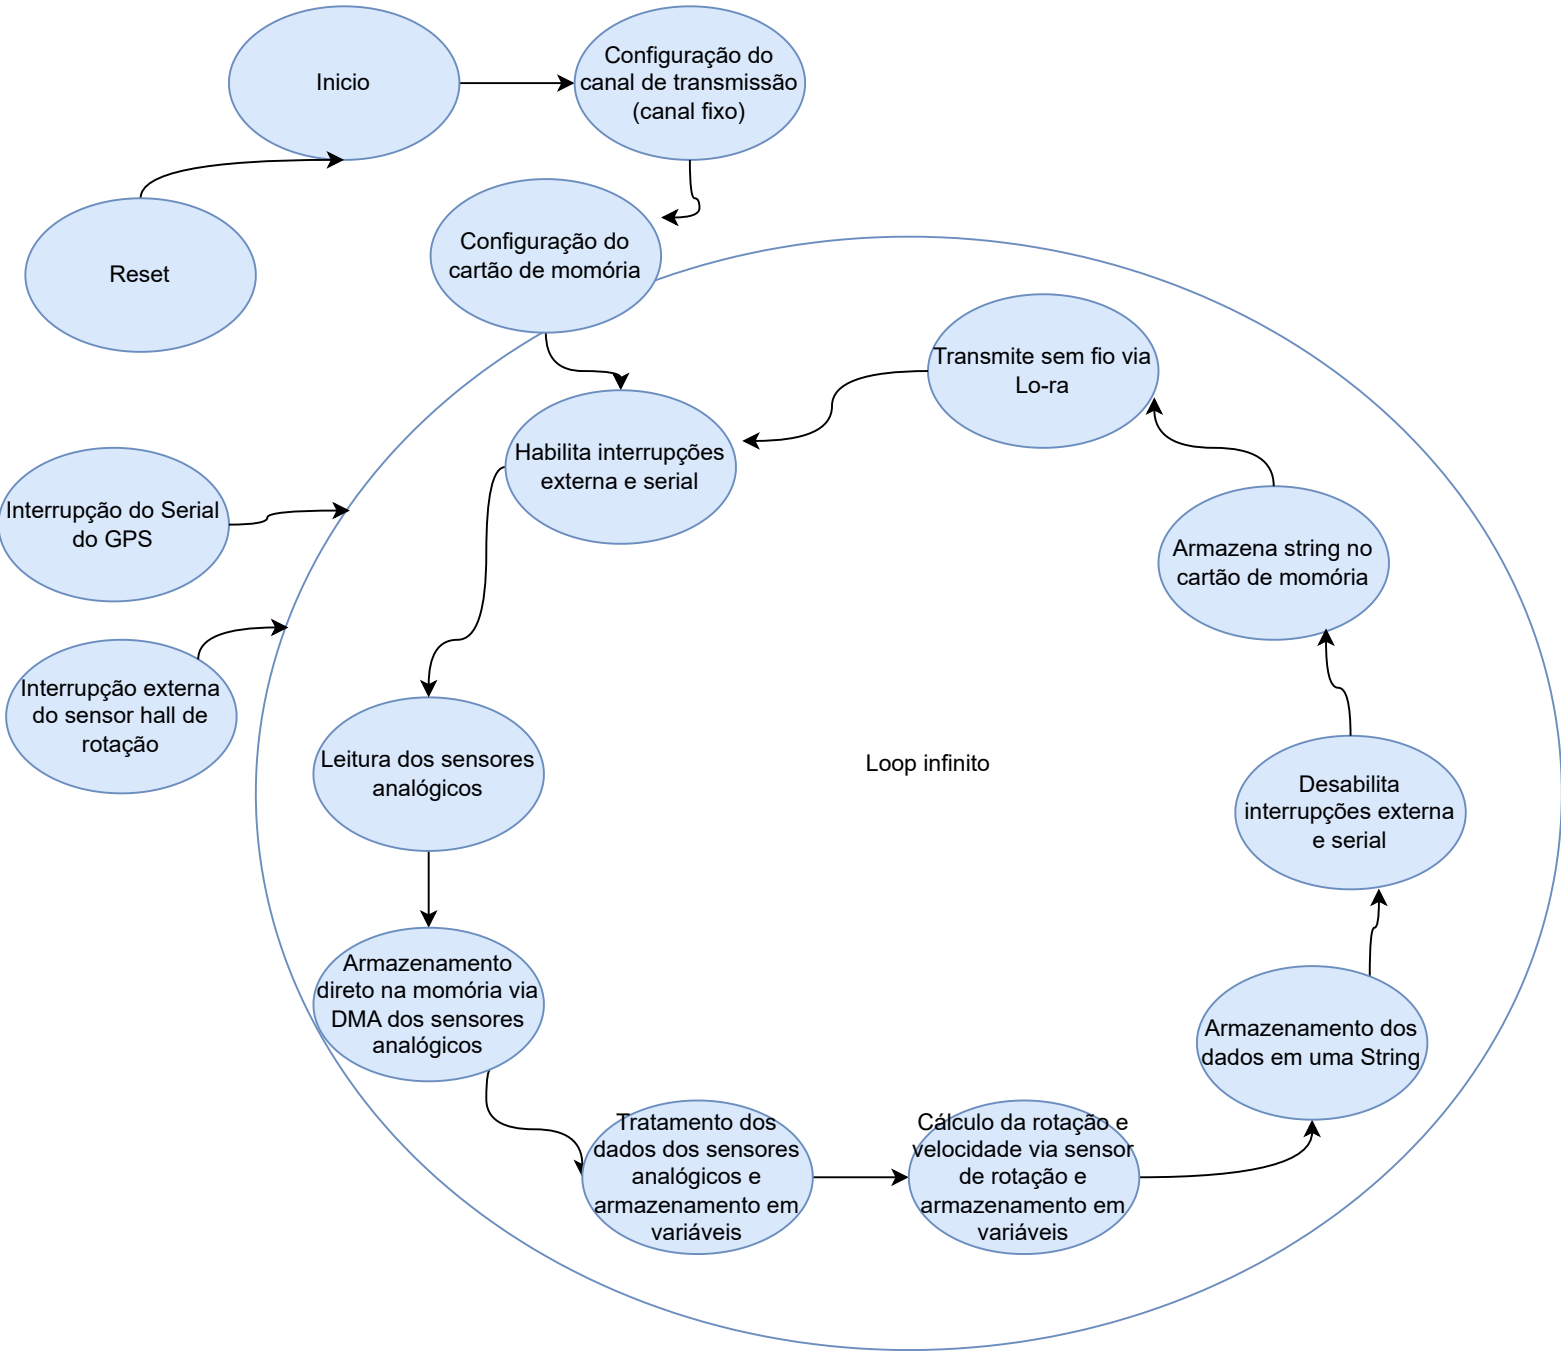 Inicio
Configuração do
canal de transmissão
(canal fixo)
Reset
Configuração do
cartão de momória
Transmite sem fio via
Lo-ra
Habilita interrupções
externa e serial
Interrupção do Serial
do GPS
Armazena string no
cartão de momória
Interrupção externa
do sensor hall de
rotação
Leitura dos sensores
analógicos
Loop infinito
Desabilita
interrupções externa
e serial
Armazenamento
direto na momória via
DMA dos sensores
analógicos
Armazenamento dos
dados em uma String
Tratamento dos
dados dos sensores
analógicos e
armazenamento em
variáveis
Cálculo da rotação e
velocidade via sensor
de rotação e
armazenamento em
variáveis